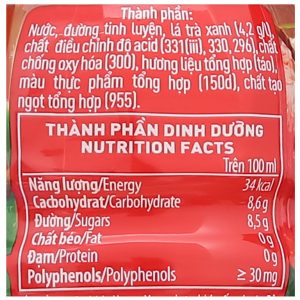 Thành phần:
Nước, đường tinh luyện, lá trà xanh (4,2 g/l),
chất điều chỉnh độ acid (331(iii), 330, 296), chất
chống oxy hóa (300), hương liệu tổng hợp (táo),
màu thực phẩm tổng hợp (150d), chất tạo
ngọt tổng hợp (955).
THÀNH PHẦN DINH DƯỠNG
NUTRITION FACTS
Trên 100 ml
Năng lượng/Energy 34 kcal
Cacbohydrat/Carbohydrate 8,6 g
Đường/Sugars 8,5 g
Chất béo/Fat 0 g
Đạm/Protein 0 g
Polyphenols/Polyphenols ≥ 30 mg